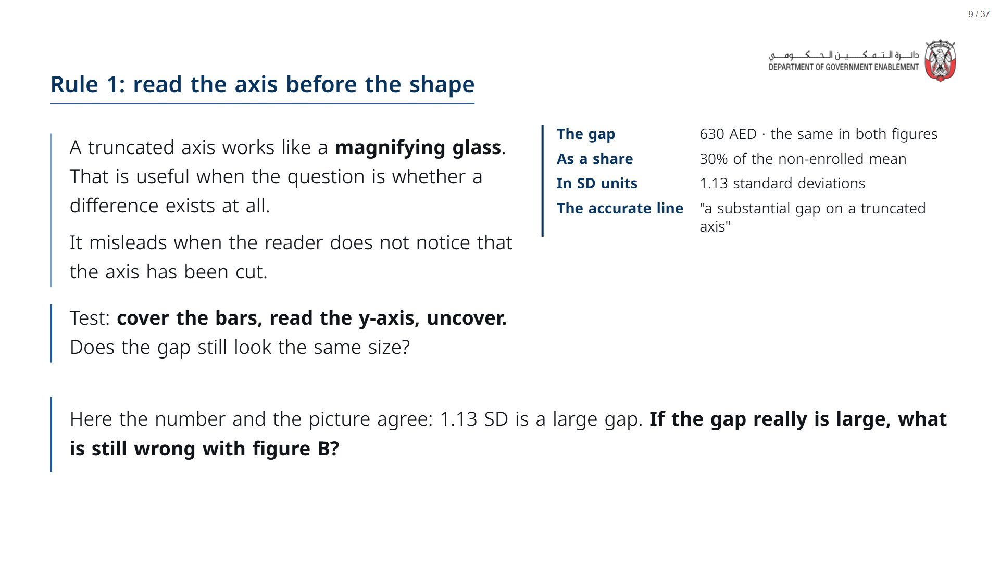 9 / 37
دائرة التمكين الحكومي
DEPARTMENT OF GOVERNMENT ENABLEMENT
Rule 1: read the axis before the shape
A truncated axis works like a magnifying glass.
That is useful when the question is whether a
difference exists at all.
It misleads when the reader does not notice that
the axis has been cut.
Test: cover the bars, read the y-axis, uncover.
Does the gap still look the same size?
The gap 630 AED · the same in both figures
As a share 30% of the non-enrolled mean
In SD units 1.13 standard deviations
The accurate line "a substantial gap on a truncated
axis"
Here the number and the picture agree: 1.13 SD is a large gap. If the gap really is large, what
is still wrong with figure B?